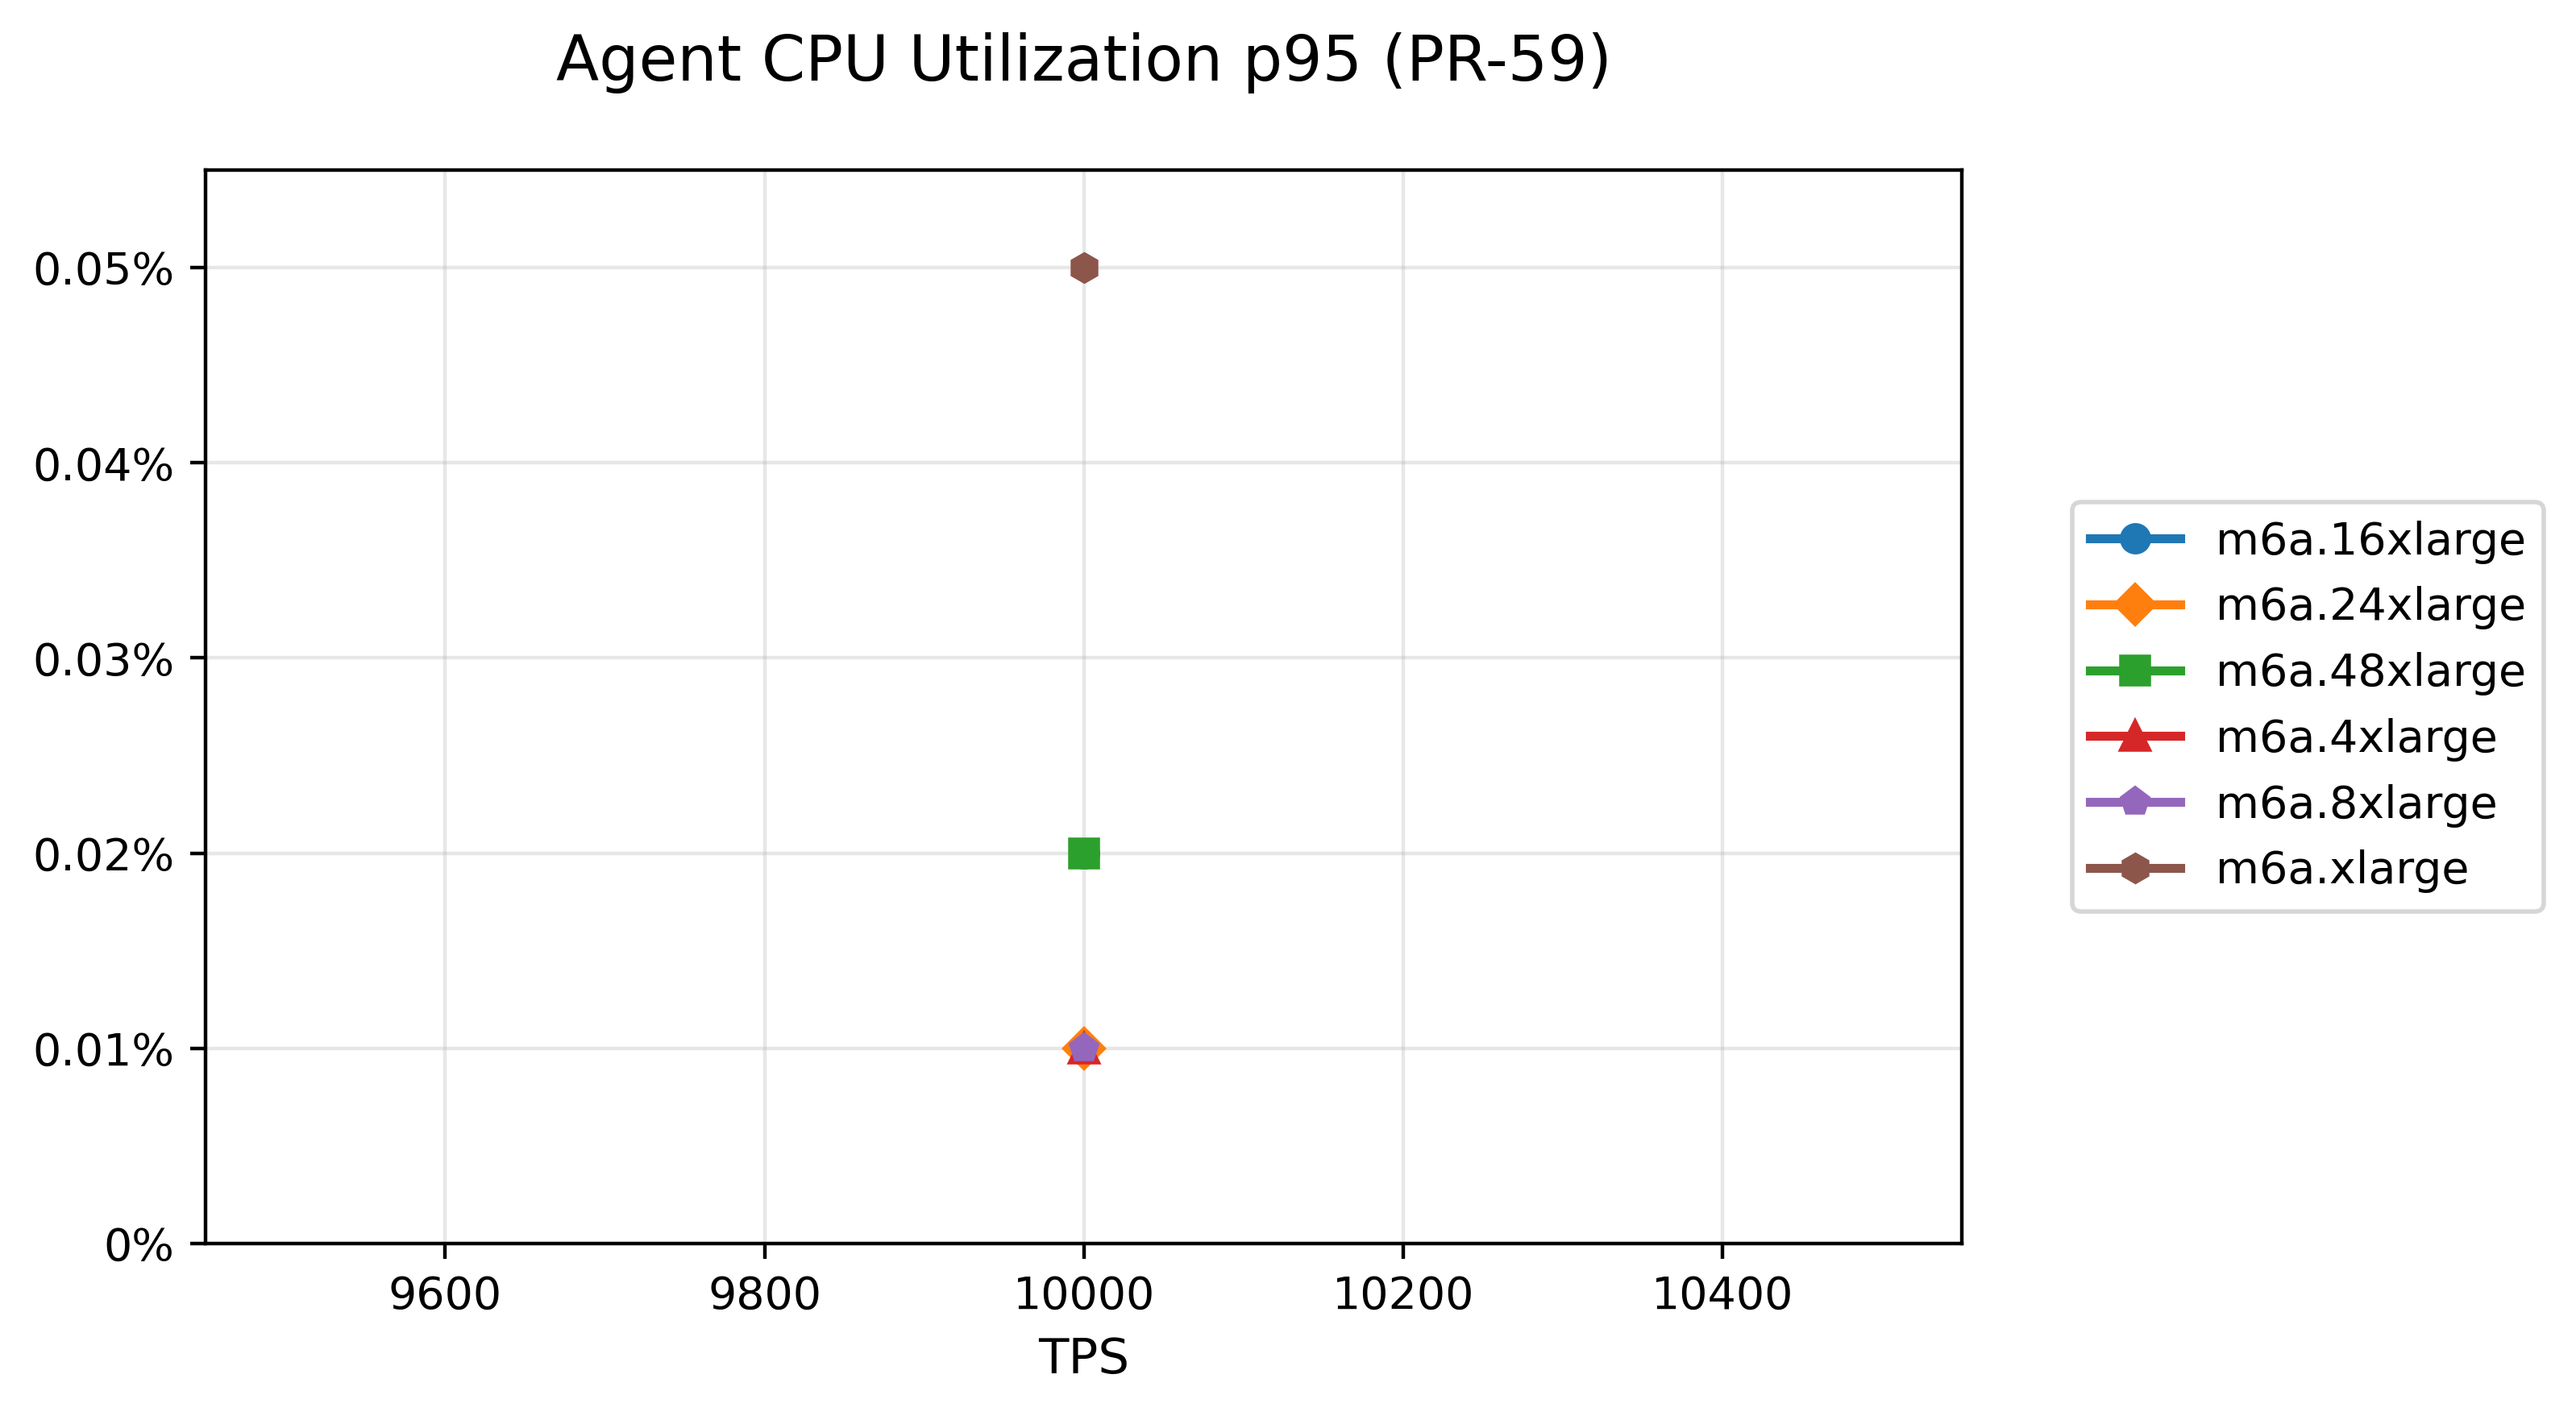 Agent CPU Utilization p95 (PR-59)
0.05%
0.04%
0.03%
0.02%
0.01%
0%
9600 9800 10000 10200 10400
TPS
m6a.16xlarge
m6a.24xlarge
m6a.48xlarge
m6a.4xlarge
m6a.8xlarge
m6a.xlarge